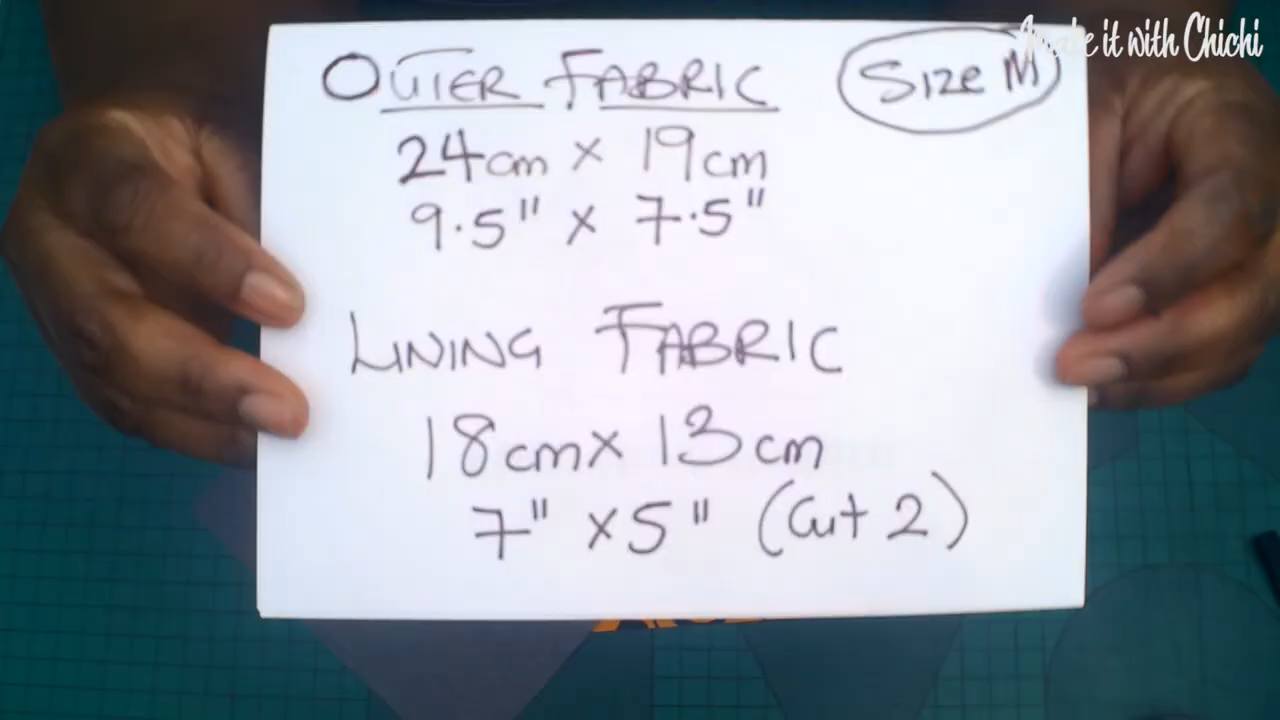 Make it with Chichi
OUTER FABRIC
Size M
24cm x 19cm
9.5" x 7.5"
LINING FABRIC
18cm x 13cm
7" x 5" (Cut 2)